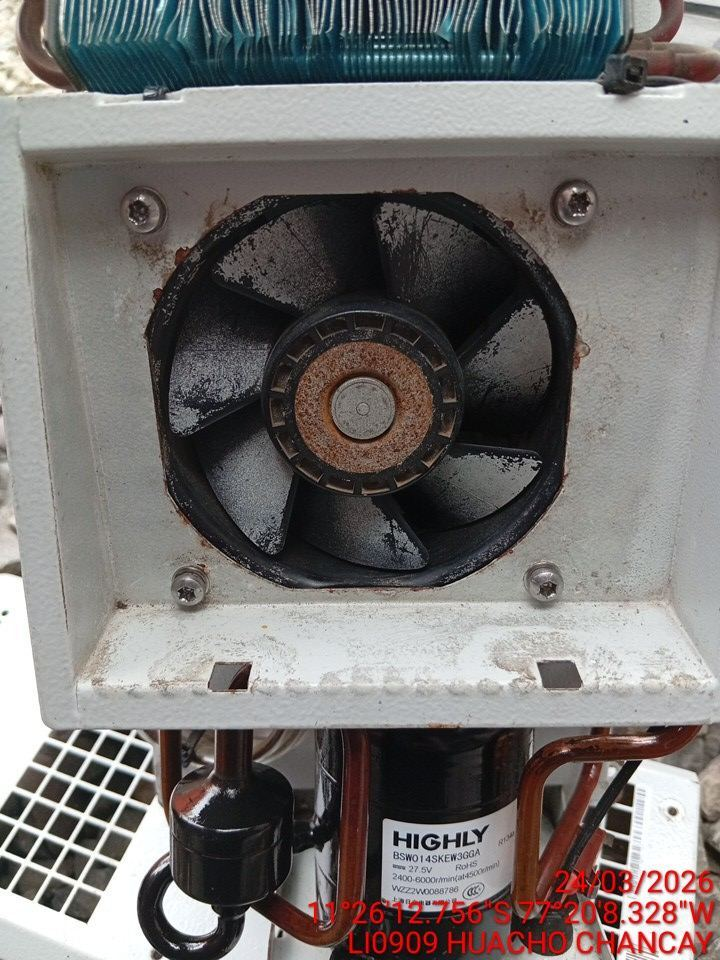 HIGHLY
BSW014SKEW3GGA
R134a
27.5V RoHS
2400-6000r/min(at4500r/min)
WZZ2W0088786
24/03/2026
11°26'12.756"S 77°20'8.328"W
LI0909 HUACHO CHANCAY